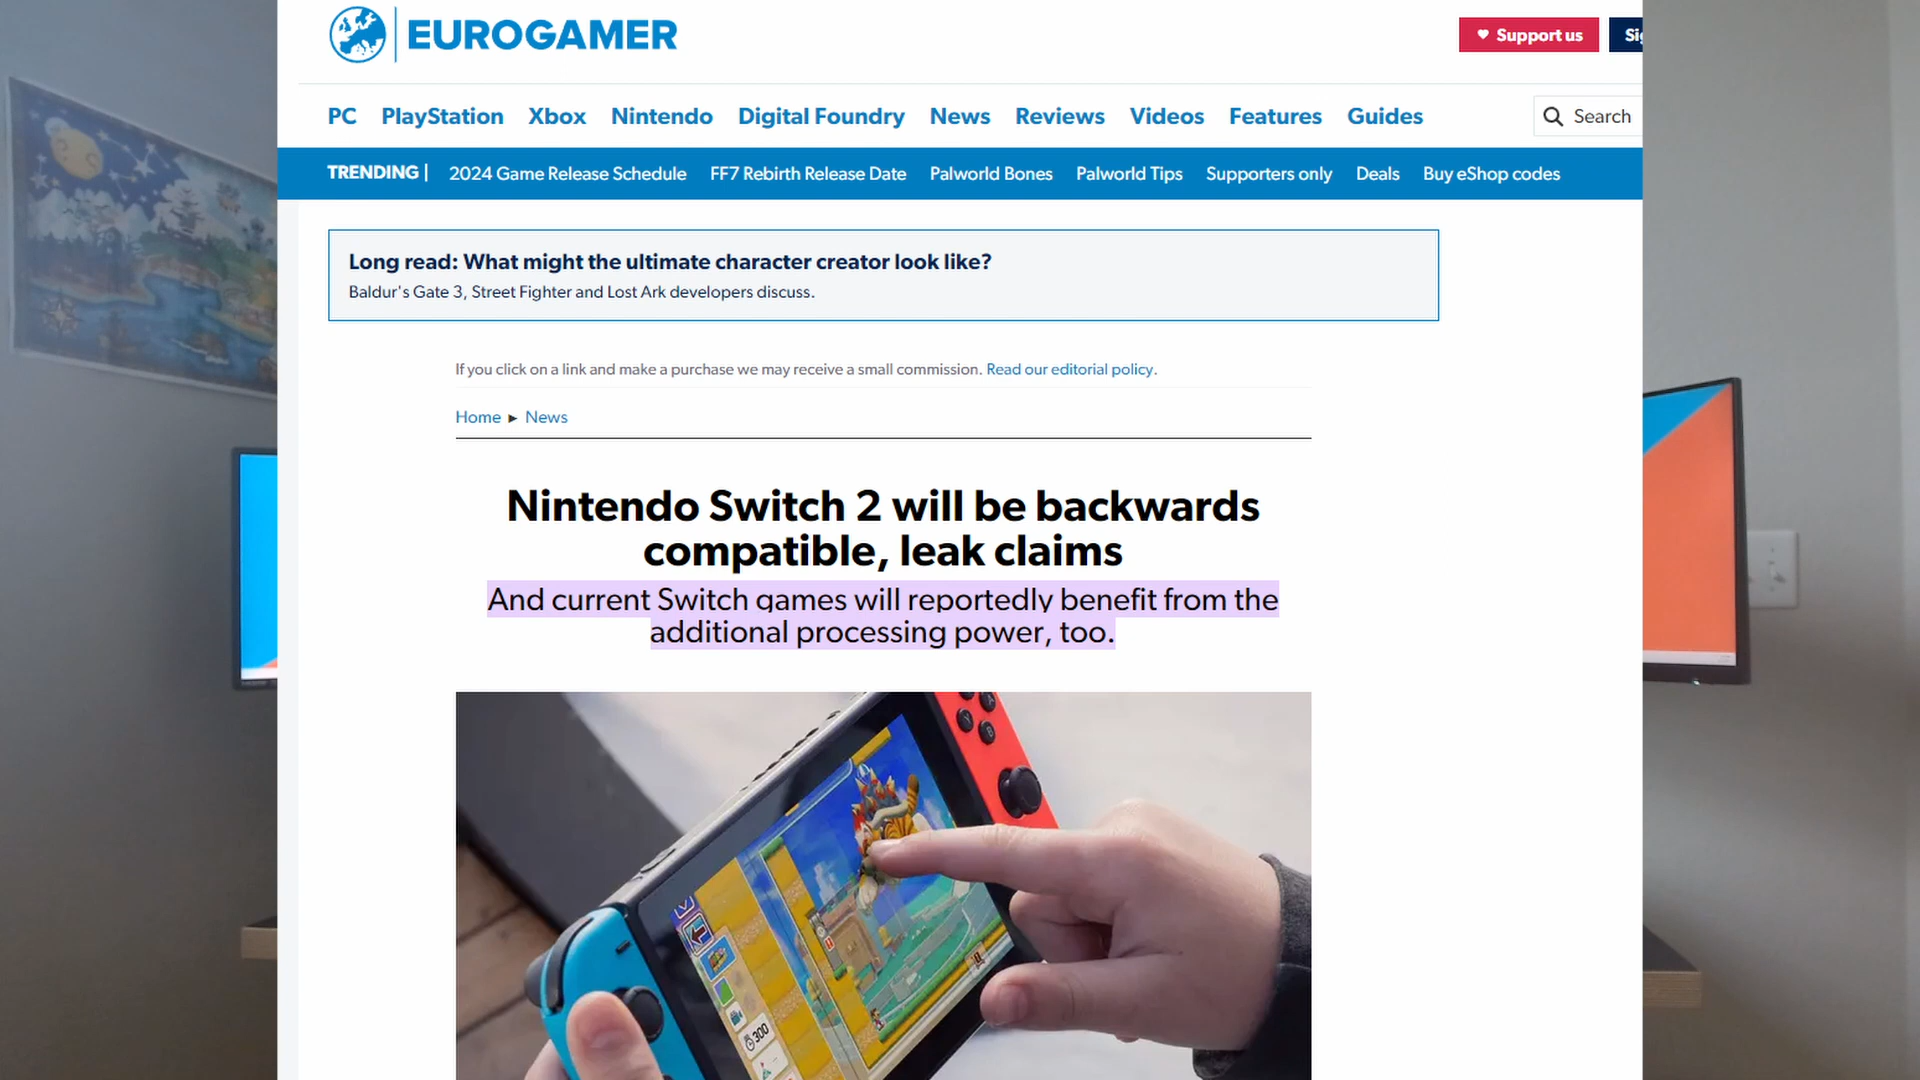 EUROGAMER
Support us
PC PlayStation Xbox Nintendo Digital Foundry News Reviews Videos Features Guides
Search
TRENDING | 2024 Game Release Schedule FF7 Rebirth Release Date Palworld Bones Palworld Tips Supporters only Deals Buy eShop codes
Long read: What might the ultimate character creator look like?
Baldur's Gate 3, Street Fighter and Lost Ark developers discuss.
If you click on a link and make a purchase we may receive a small commission. Read our editorial policy.
Home ► News
Nintendo Switch 2 will be backwards
compatible, leak claims
And current Switch games will reportedly benefit from the
additional processing power, too.
300